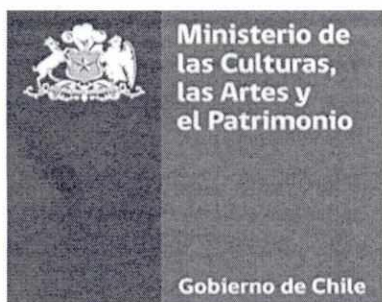 Ministerio de
las Culturas,
las Artes y
el Patrimonio
Gobierno de Chile